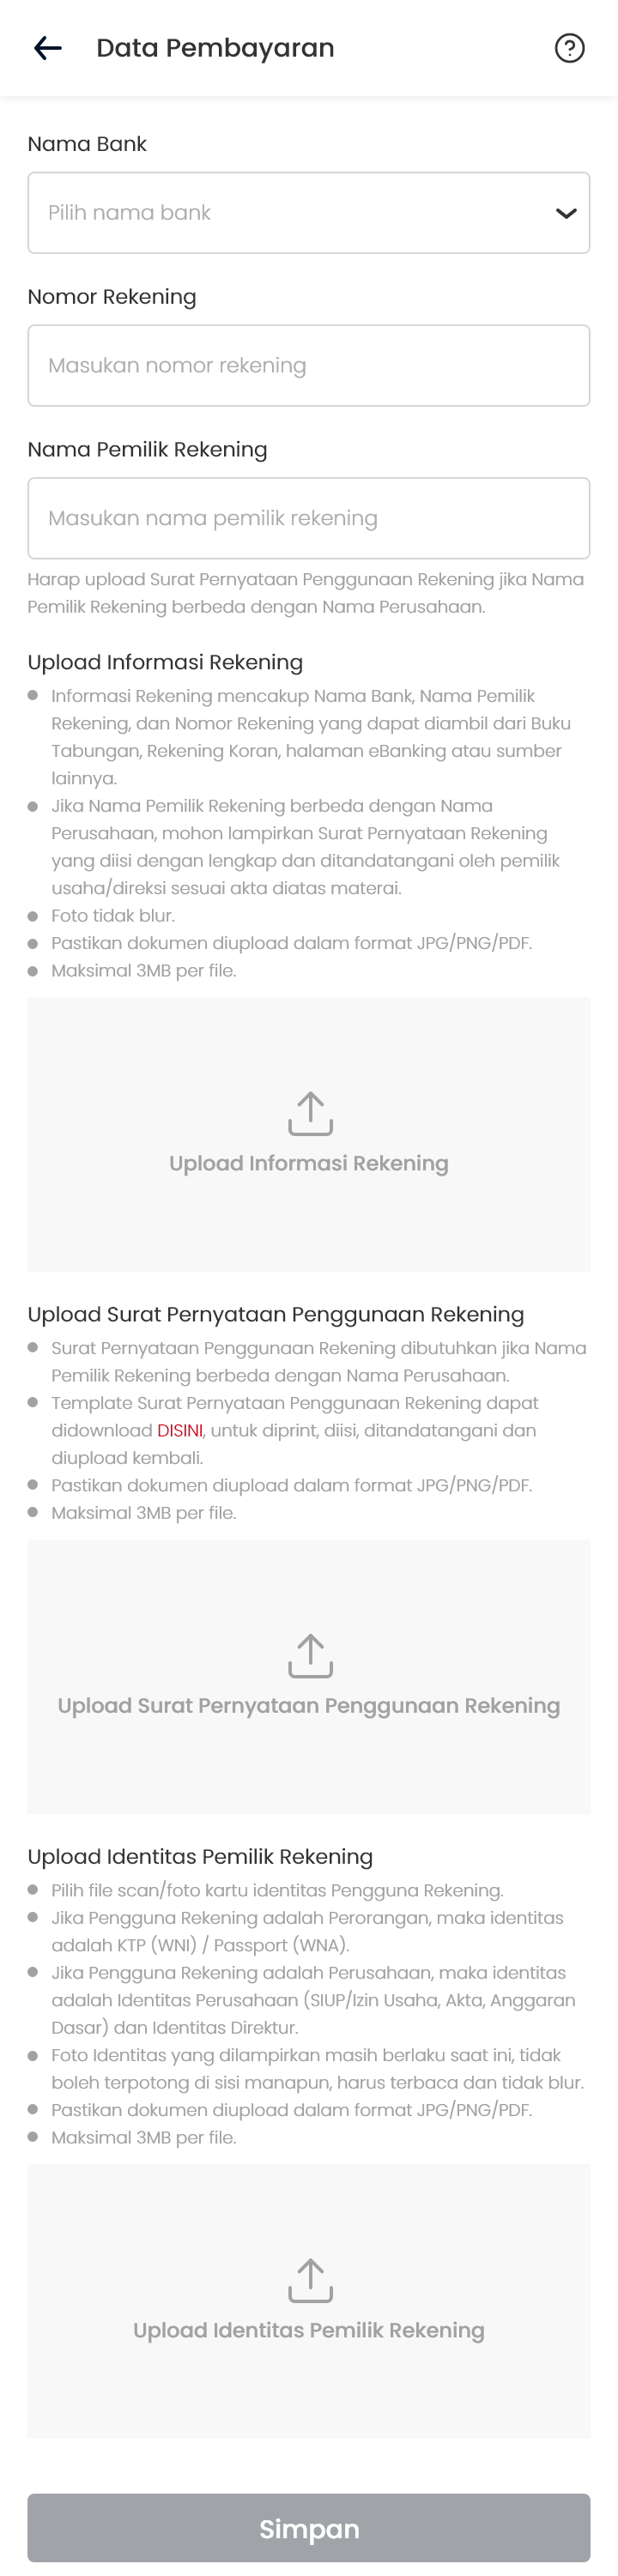 Data Pembayaran
Nama Bank
Pilih nama bank
Nomor Rekening
Masukan nomor rekening
Nama Pemilik Rekening
Masukan nama pemilik rekening
Harap upload Surat Pernyataan Penggunaan Rekening jika Nama
Pemilik Rekening berbeda dengan Nama Perusahaan.
Upload Informasi Rekening
Informasi Rekening mencakup Nama Bank, Nama Pemilik
Rekening, dan Nomor Rekening yang dapat diambil dari Buku
Tabungan, Rekening Koran, halaman eBanking atau sumber
lainnya.
Jika Nama Pemilik Rekening berbeda dengan Nama
Perusahaan, mohon lampirkan Surat Pernyataan Rekening
yang diisi dengan lengkap dan ditandatangani oleh pemilik
usaha/direksi sesuai akta diatas materai.
Foto tidak blur.
Pastikan dokumen diupload dalam format JPG/PNG/PDF.
Maksimal 3MB per file.
Upload Informasi Rekening
Upload Surat Pernyataan Penggunaan Rekening
Surat Pernyataan Penggunaan Rekening dibutuhkan jika Nama
Pemilik Rekening berbeda dengan Nama Perusahaan.
Template Surat Pernyataan Penggunaan Rekening dapat
didownload DISINI, untuk diprint, diisi, ditandatangani dan
diupload kembali.
Pastikan dokumen diupload dalam format JPG/PNG/PDF.
Maksimal 3MB per file.
Upload Surat Pernyataan Penggunaan Rekening
Upload Identitas Pemilik Rekening
Pilih file scan/foto kartu identitas Pengguna Rekening.
Jika Pengguna Rekening adalah Perorangan, maka identitas
adalah KTP (WNI) / Passport (WNA).
Jika Pengguna Rekening adalah Perusahaan, maka identitas
adalah Identitas Perusahaan (SIUP/Izin Usaha, Akta, Anggaran
Dasar) dan Identitas Direktur.
Foto Identitas yang dilampirkan masih berlaku saat ini, tidak
boleh terpotong di sisi manapun, harus terbaca dan tidak blur.
Pastikan dokumen diupload dalam format JPG/PNG/PDF.
Maksimal 3MB per file.
Upload Identitas Pemilik Rekening
Simpan